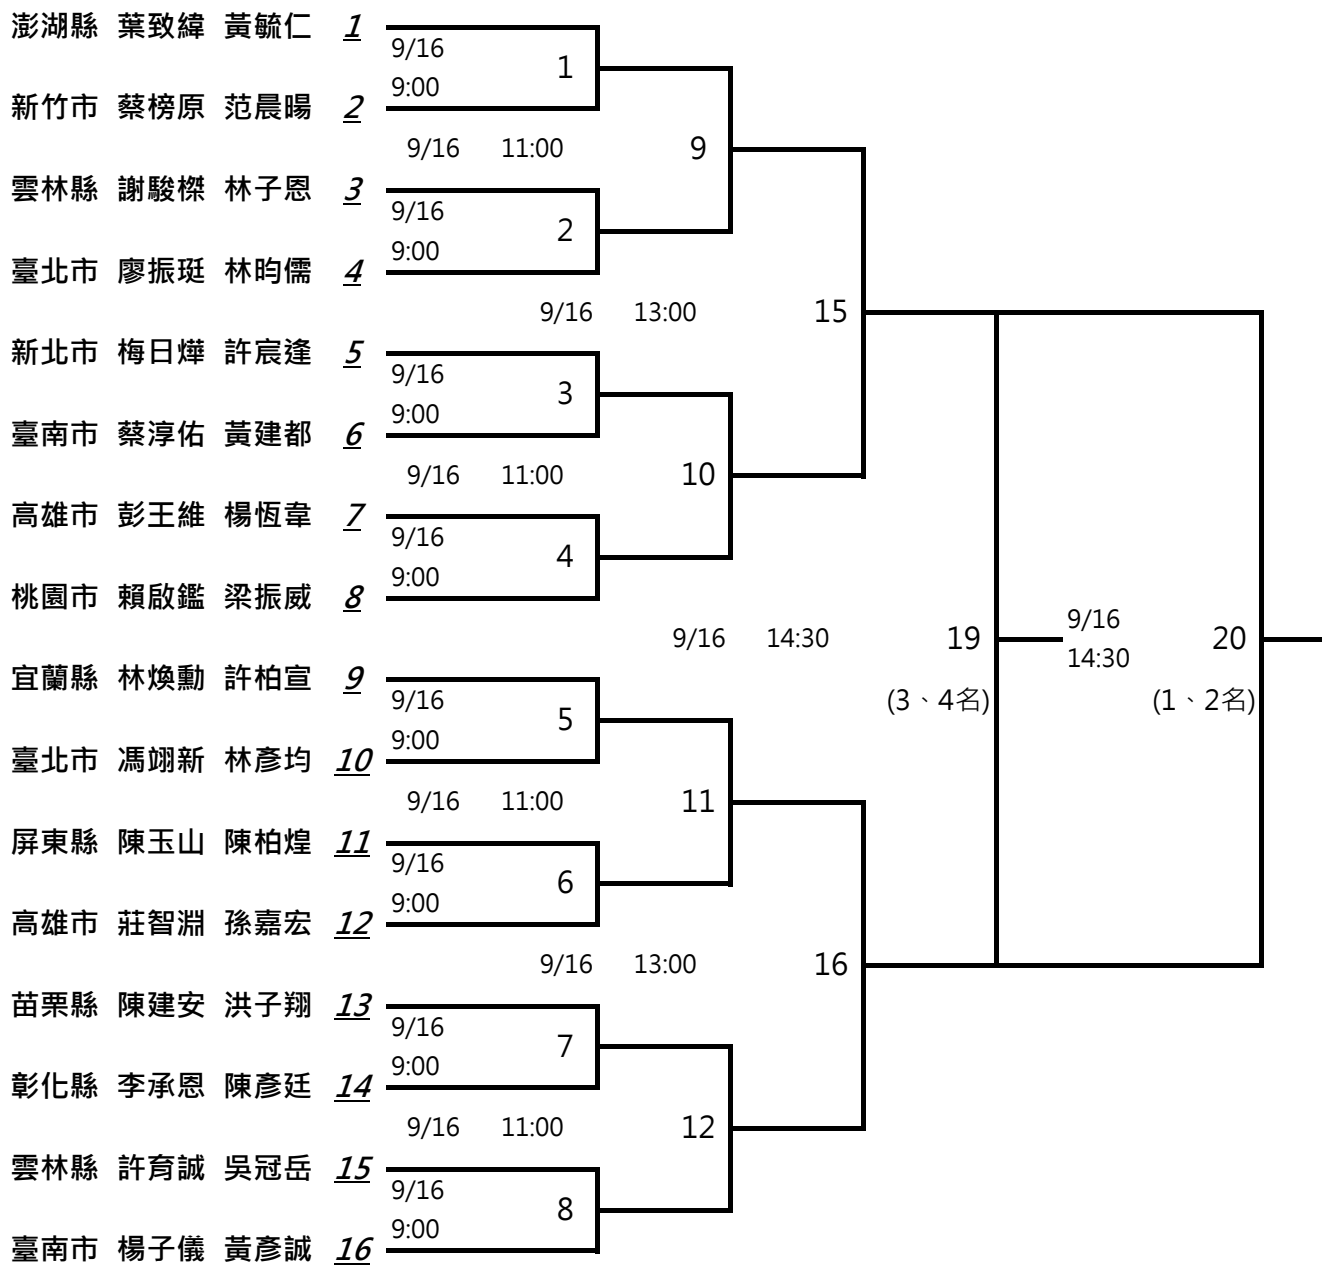 澎湖縣 葉致緯 黃毓仁 1
9/16
1
9:00
新竹市 蔡榜原 范晨暘 2
9/16 11:00 9
雲林縣 謝駿榤 林子恩 3
9/16
2
9:00
臺北市 廖振珽 林昀儒 4
9/16 13:00 15
新北市 梅日燁 許宸逢 5
9/16
3
9:00
臺南市 蔡淳佑 黃建都 6
9/16 11:00 10
高雄市 彭王維 楊恆韋 7
9/16
4
9:00
桃園市 賴啟鑑 梁振威 8
9/16 14:30 19
(3、4名)
9/16
14:30
20
(1、2名)
宜蘭縣 林煥勳 許柏宣 9
9/16
5
9:00
臺北市 馮翊新 林彥均 10
9/16 11:00 11
屏東縣 陳玉山 陳柏煌 11
9/16
6
9:00
高雄市 莊智淵 孫嘉宏 12
9/16 13:00 16
苗栗縣 陳建安 洪子翔 13
9/16
7
9:00
彰化縣 李承恩 陳彥廷 14
9/16 11:00 12
雲林縣 許育誠 吳冠岳 15
9/16
8
9:00
臺南市 楊子儀 黃彥誠 16